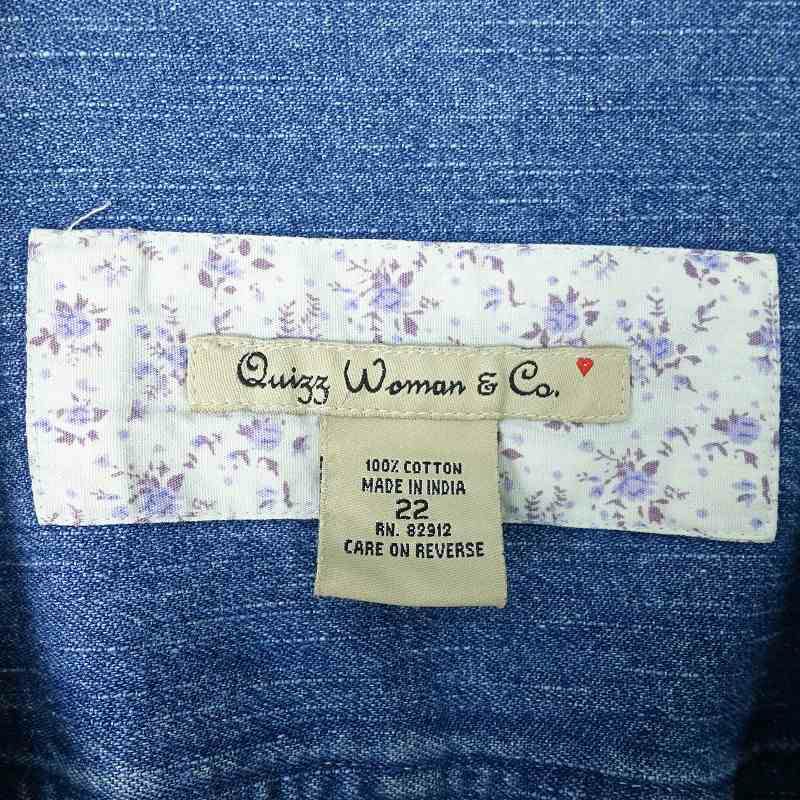 Quizz Woman & Co.
100% COTTON
MADE IN INDIA
22
RN. 82912
CARE ON REVERSE